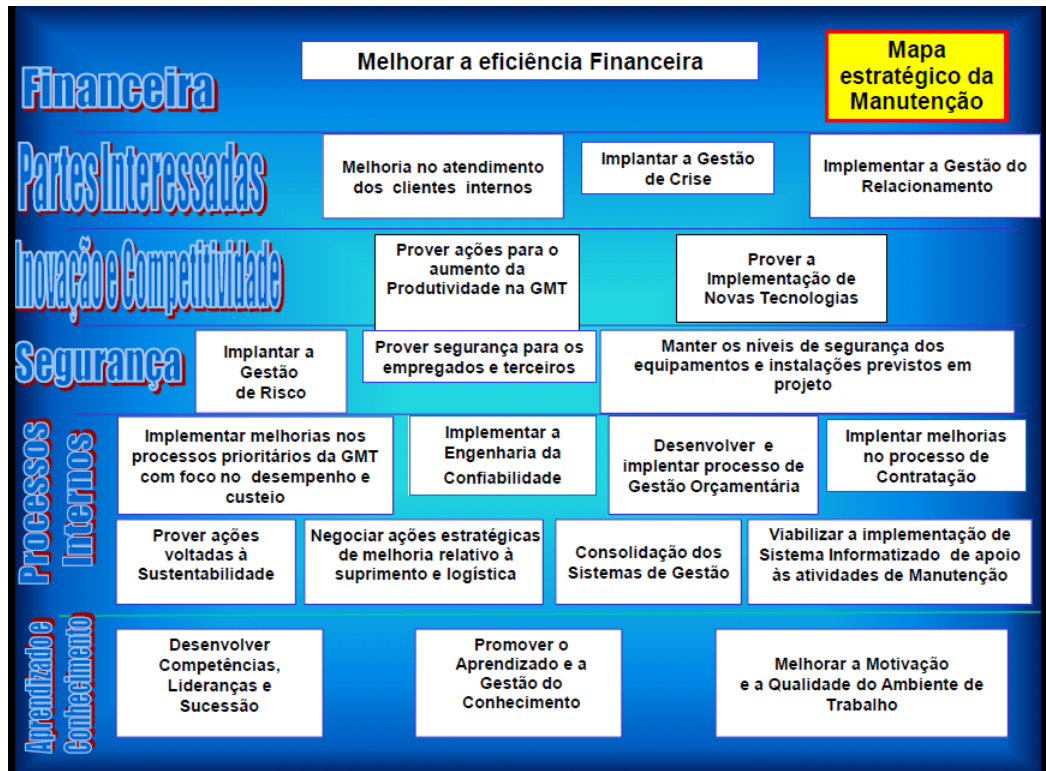 Financeira
Melhorar a eficiência Financeira
Mapa
estratégico da
Manutenção
Partes Interessadas
Melhoria no atendimento
dos clientes internos
Implantar a Gestão
de Crise
Implementar a Gestão do
Relacionamento
Inovação e Competitividade
Prover ações para o
aumento da
Produtividade na GMT
Prover a
Implementação de
Novas Tecnologias
Segurança
Implantar a
Gestão
de Risco
Prover segurança para os
empregados e terceiros
Manter os níveis de segurança dos
equipamentos e instalações previstos em
projeto
Processos
Internos
Implementar melhorias nos
processos prioritários da GMT
com foco no desempenho e
custeio
Implementar a
Engenharia da
Confiabilidade
Desenvolver e
implantar processo de
Gestão Orçamentária
Implantar melhorias
no processo de
Contratação
Prover ações
voltadas à
Sustentabilidade
Negociar ações estratégicas
de melhoria relativo à
suprimento e logística
Consolidação dos
Sistemas de Gestão
Viabilizar a implementação de
Sistema Informatizado de apoio
às atividades de Manutenção
Aprendizado e
Conhecimento
Desenvolver
Competências,
Lideranças e
Sucessão
Promover o
Aprendizado e a
Gestão do
Conhecimento
Melhorar a Motivação
e a Qualidade do Ambiente de
Trabalho